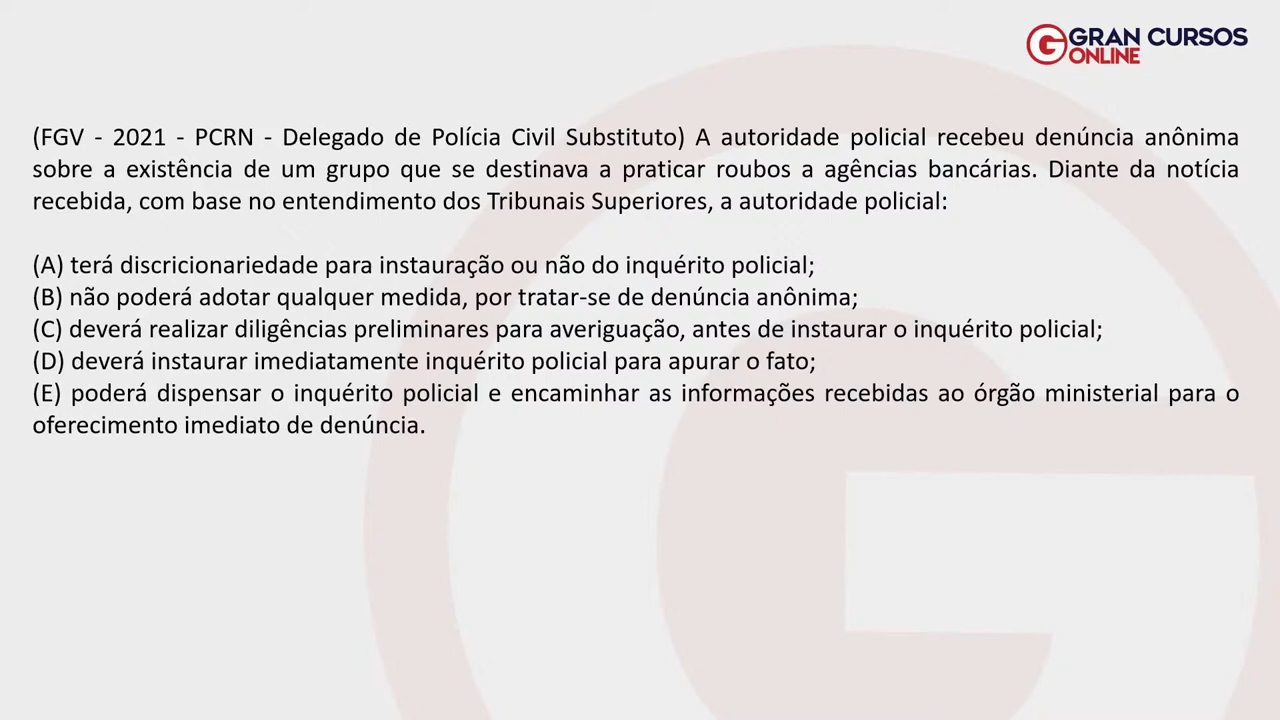 GRAN CURSOS
ONLINE
(FGV - 2021 - PCRN - Delegado de Polícia Civil Substituto) A autoridade policial recebeu denúncia anônima
sobre a existência de um grupo que se destinava a praticar roubos a agências bancárias. Diante da notícia
recebida, com base no entendimento dos Tribunais Superiores, a autoridade policial:
(A) terá discricionariedade para instauração ou não do inquérito policial;
(B) não poderá adotar qualquer medida, por tratar-se de denúncia anônima;
(C) deverá realizar diligências preliminares para averiguação, antes de instaurar o inquérito policial;
(D) deverá instaurar imediatamente inquérito policial para apurar o fato;
(E) poderá dispensar o inquérito policial e encaminhar as informações recebidas ao órgão ministerial para o
oferecimento imediato de denúncia.